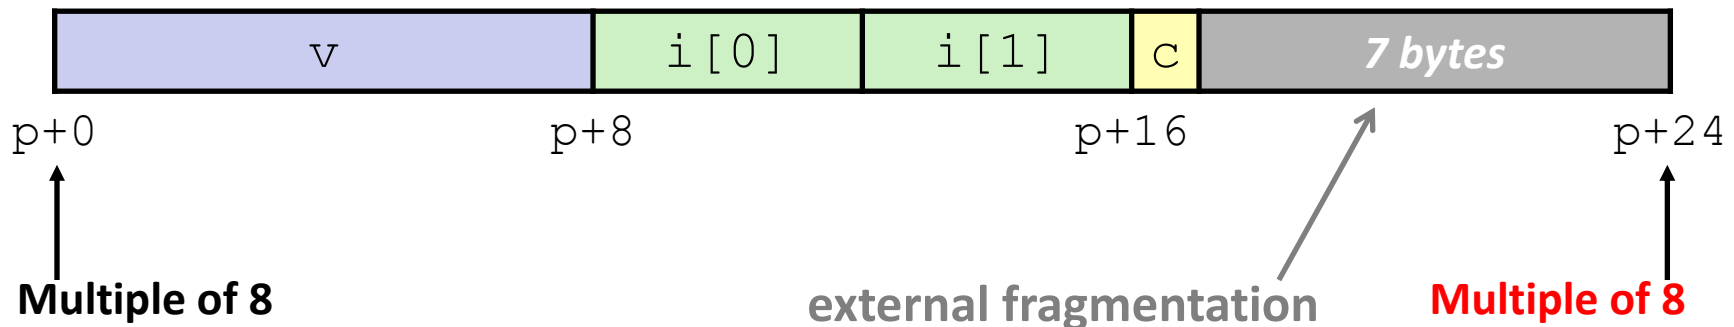 v i[0] i[1] c 7 bytes
p+0 p+8 p+16 p+24
Multiple of 8 external fragmentation Multiple of 8